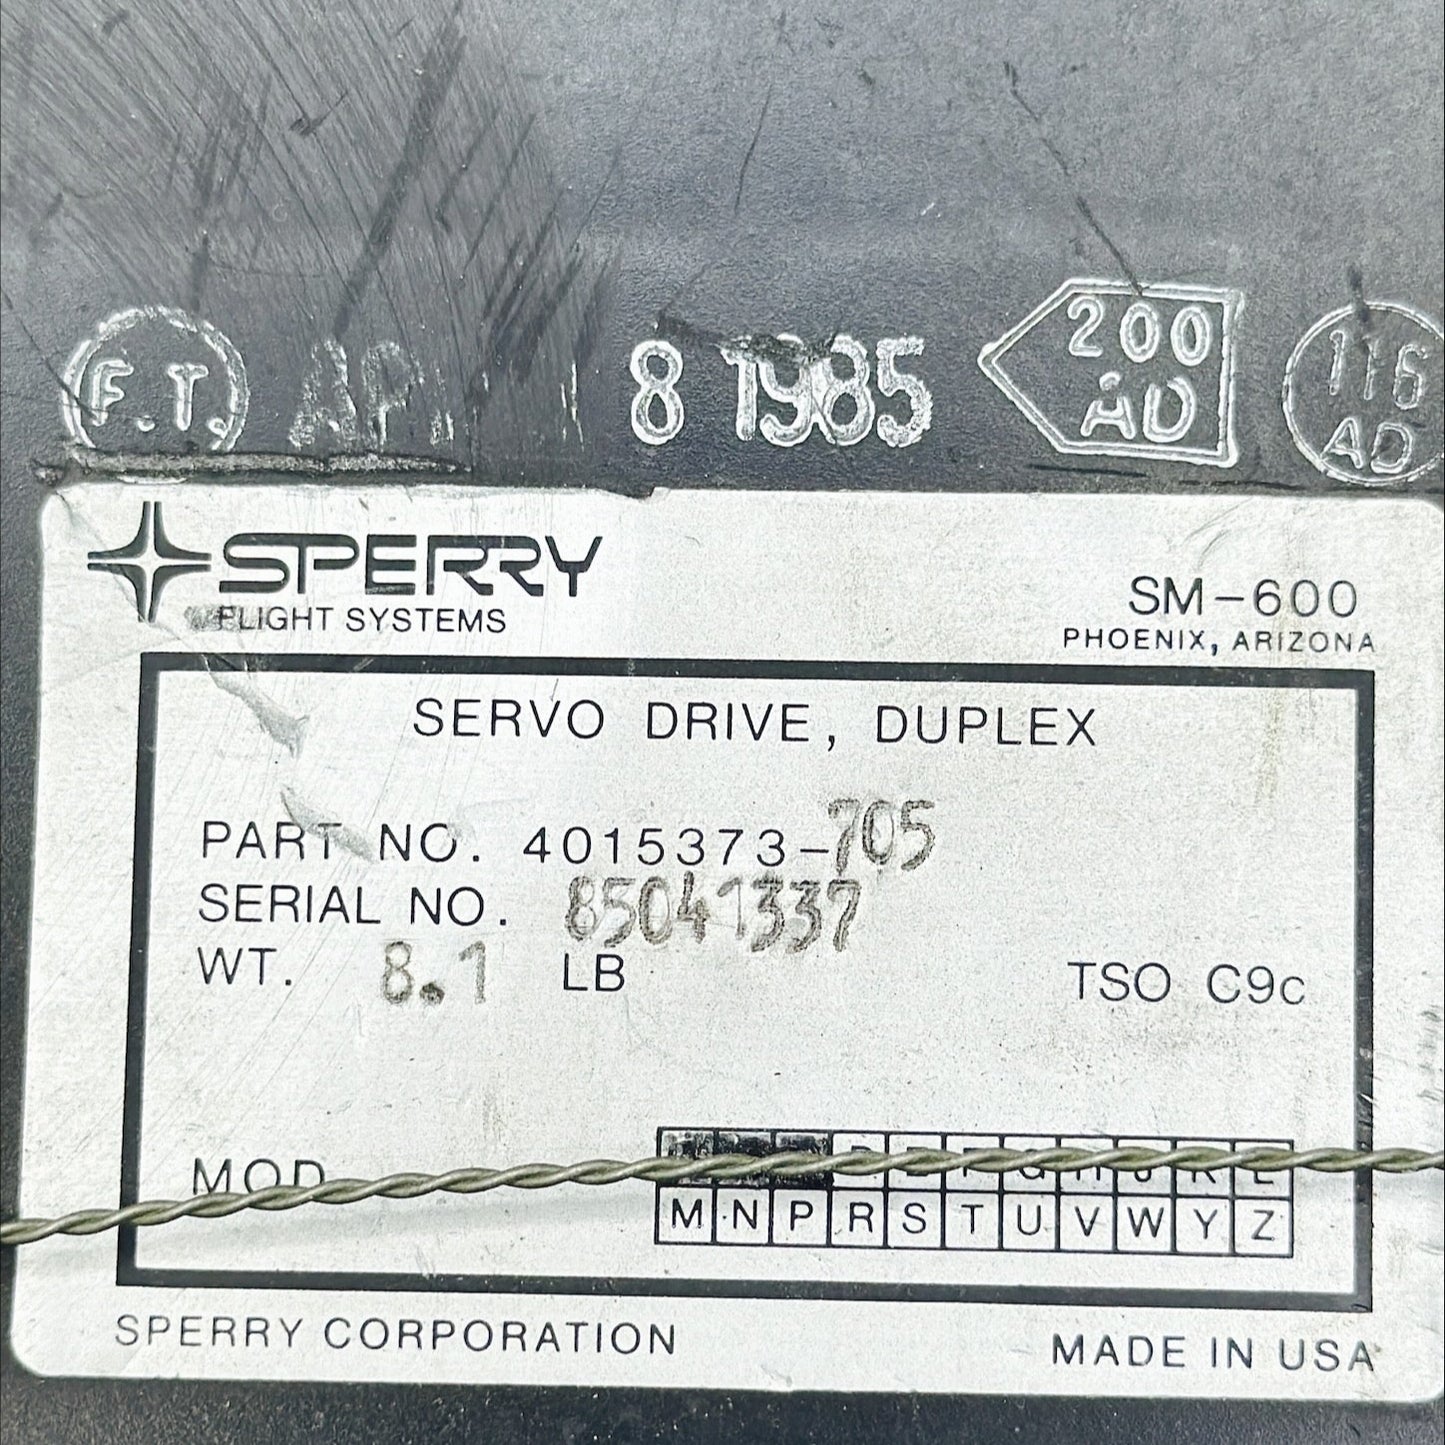 F.T. APR 8 1985 200 AD 116 AD
SPERRY
FLIGHT SYSTEMS
SM-600
PHOENIX, ARIZONA
SERVO DRIVE, DUPLEX
PART NO. 4015373-705
SERIAL NO. 85041337
WT. 8.1 LB
TSO C9c
MOD
D E F G H J K L
M N P R S T U V W Y Z
SPERRY CORPORATION
MADE IN USA